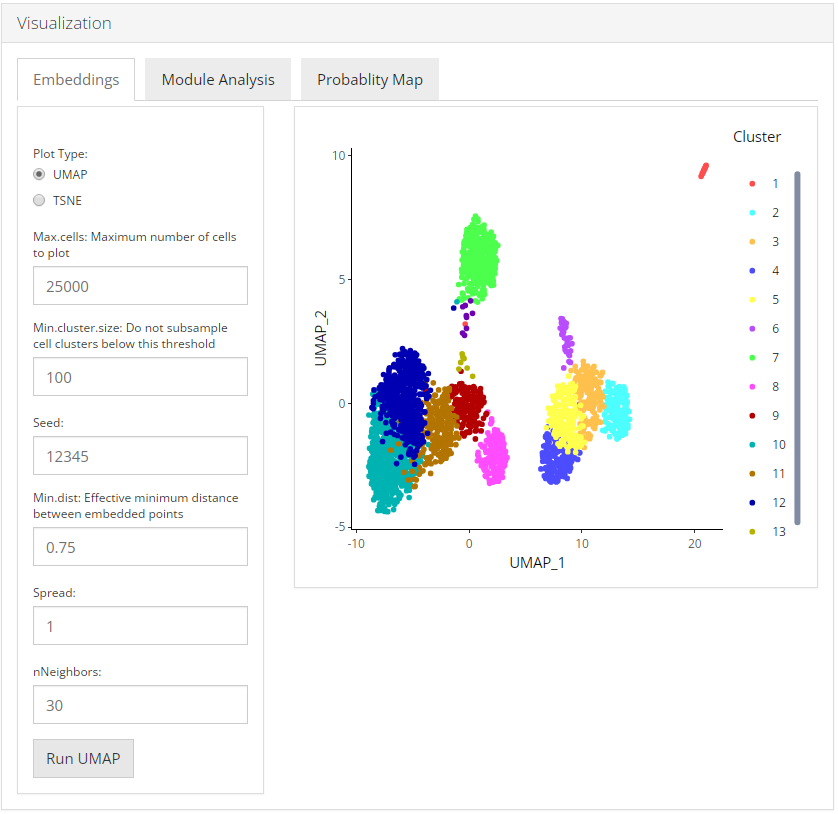 Visualization
Embeddings
Module Analysis
Probablity Map
Plot Type:
UMAP
TSNE
Max.cells: Maximum number of cells
to plot
25000
Min.cluster.size: Do not subsample
cell clusters below this threshold
100
Seed:
12345
Min.dist: Effective minimum distance
between embedded points
0.75
Spread:
1
nNeighbors:
30
Run UMAP
UMAP_2
10
5
0
-5
-10
0
10
20
UMAP_1
Cluster
1
2
3
4
5
6
7
8
9
10
11
12
13